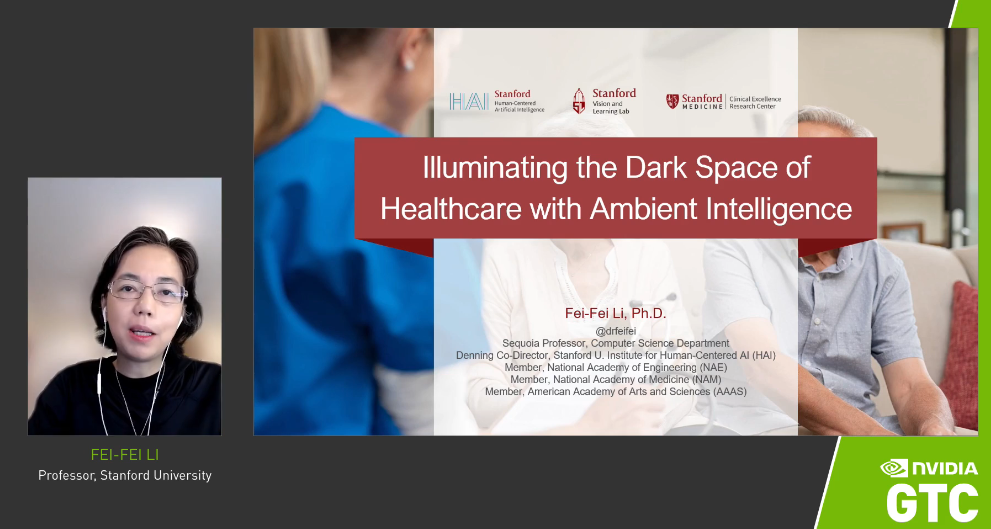 HAI
Stanford
Human-Centered
Artificial Intelligence
Stanford
Vision and
Learning Lab
Stanford
MEDICINE
Clinical Excellence
Research Center
Illuminating the Dark Space of
Healthcare with Ambient Intelligence
Fei-Fei Li, Ph.D.
@drfeifei
Sequoia Professor, Computer Science Department
Denning Co-Director, Stanford U. Institute for Human-Centered AI (HAI)
Member, National Academy of Engineering (NAE)
Member, National Academy of Medicine (NAM)
Member, American Academy of Arts and Sciences (AAAS)
FEI-FEI LI
Professor, Stanford University
NVIDIA
GTC